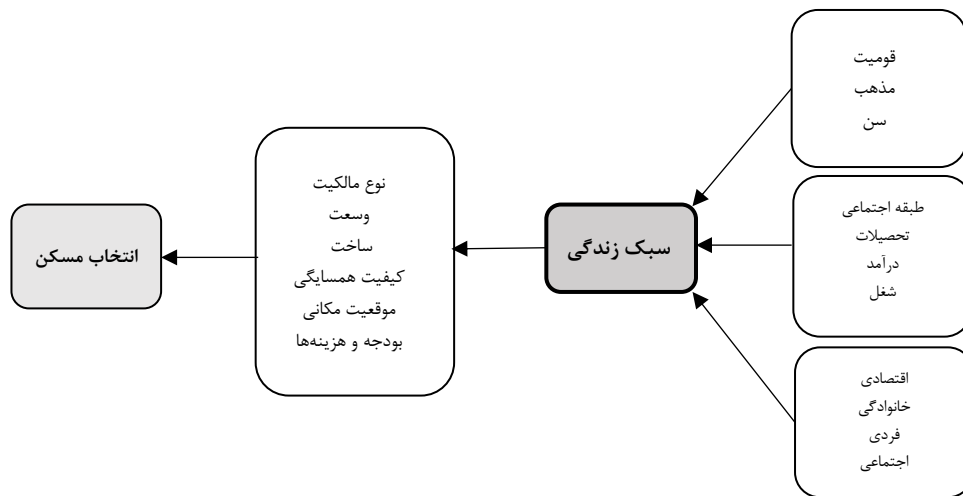 قومیت
مذهب
سن
طبقه اجتماعی
تحصیلات
درآمد
شغل
اقتصادی
خانوادگی
فردی
اجتماعی
سبک زندگی
نوع مالکیت
وسعت
ساخت
کیفیت همسایگی
موقعیت مکانی
بودجه و هزینه‌ها
انتخاب مسکن